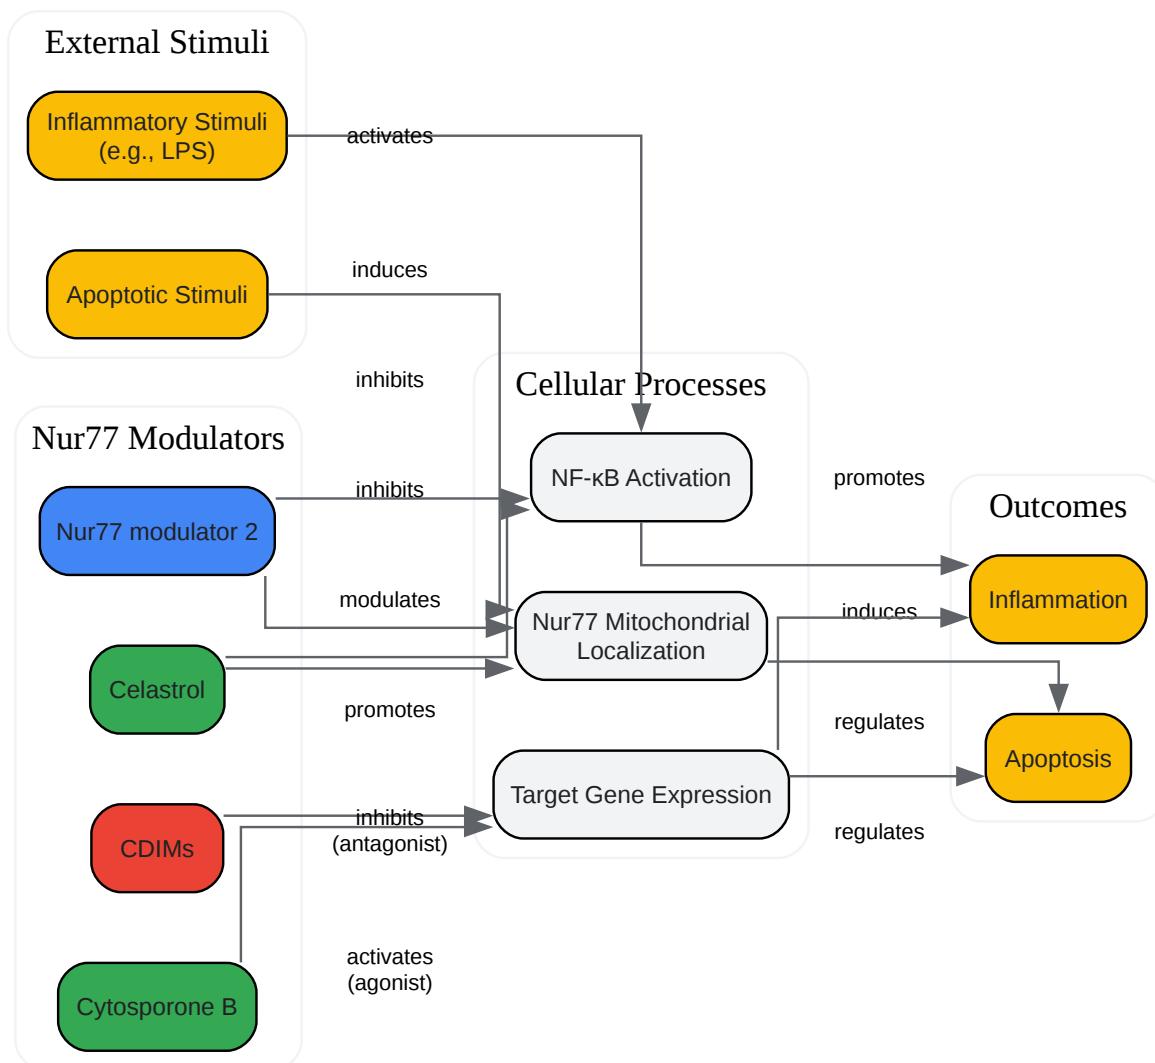 External Stimuli
Inflammatory Stimuli
(e.g., LPS)
activates
Apoptotic Stimuli
induces
inhibits
Cellular Processes
Nur77 Modulators
NF-κB Activation
promotes
inhibits
Outcomes
Nur77 modulator 2
Inflammation
modulates
induces
Nur77 Mitochondrial
Localization
Celastrol
promotes
regulates
Apoptosis
Target Gene Expression
inhibits
(antagonist)
regulates
CDIMs
activates
(agonist)
Cytosporone B